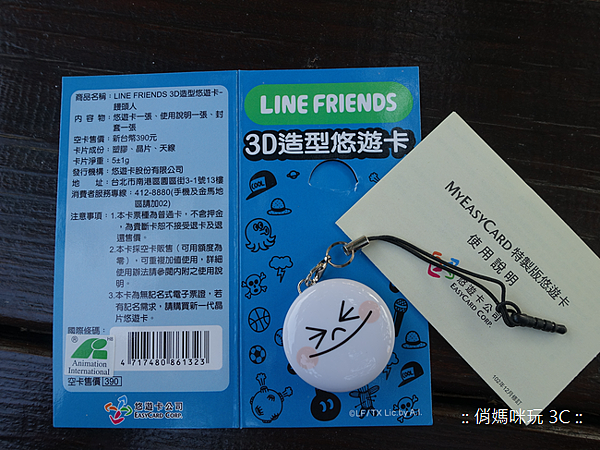 商品名稱：LINE FRIENDS 3D造型悠遊卡-
饅頭人
內 容 物：悠遊卡一張、使用說明一張、封
套一張
空卡售價：新台幣390元
卡片成份：塑膠、晶片、天線
卡片淨重：5±1g
發行機構：悠遊卡股份有限公司
地 址：台北市南港區園區街3-1號13樓
消費者服務專線：412-8880(手機及金馬地
區請加02)
注意事項：1.本卡票種為普通卡，不含押金
，為賣斷卡恕不接受退卡及退
還售價。
2.本卡採空卡販售（可用額度為
零），可重複加值使用，詳細
使用辦法請參閱內附之使用說
明。
3.本卡為無記名式電子票證，若
有記名需求，請購買新一代晶
片悠遊卡。
國際條碼：
Animation
International
4 717480 861323
空卡售價 390
悠遊卡公司
EASYCARD CORP.
LINE FRIENDS
3D造型悠遊卡
COOL
©LF/TX Lic.by A.I.
MYEASYCARD 特製版悠遊卡
使用說明
悠遊卡公司
EASYCARD CORP.
102年12月修訂
:: 俏媽咪玩 3C ::